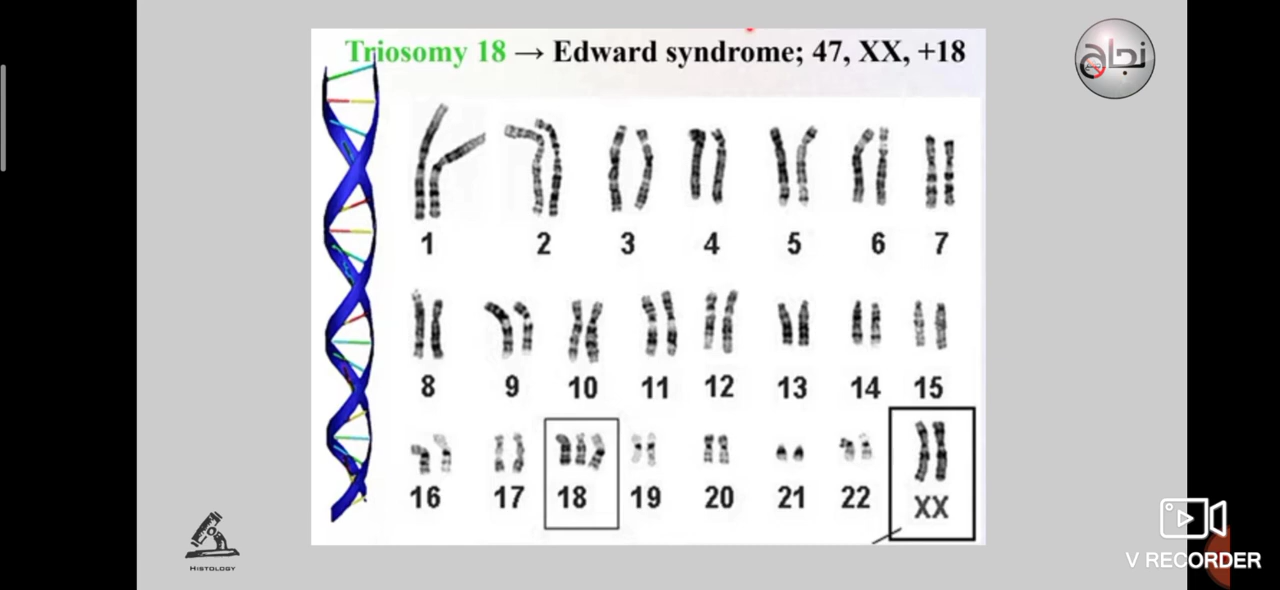 Triosomy 18 → Edward syndrome; 47, XX, +18
نجاح
1 2 3 4 5 6 7
8 9 10 11 12 13 14 15
16 17 18 19 20 21 22 XX
HISTOLOGY
V RECORDER